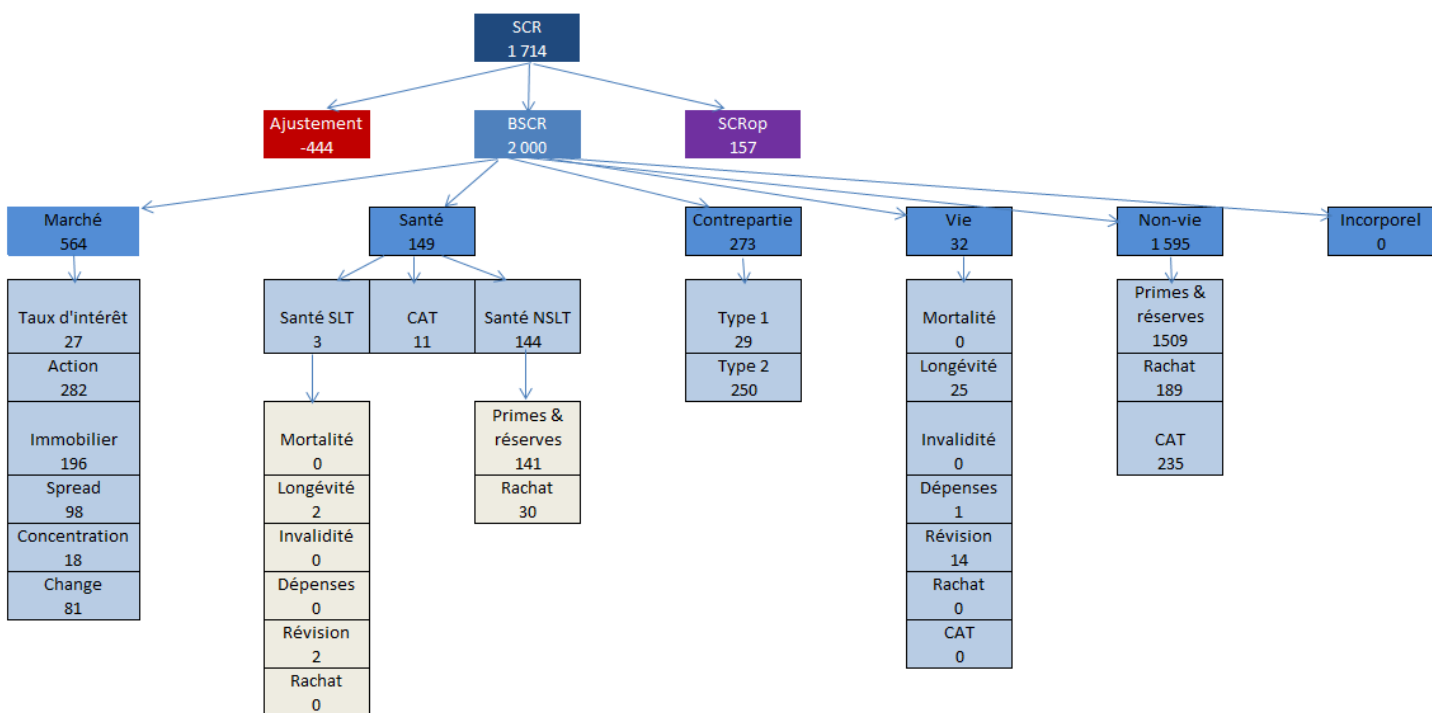 SCR
1 714
Ajustement
-444
BSCR
2 000
SCRop
157
Marché
564
Santé
149
Contrepartie
273
Vie
32
Non-vie
1 595
Incorporel
0
Taux d'intérêt
27
Action
282
Immobilier
196
Spread
98
Concentration
18
Change
81
Santé SLT
3
CAT
11
Santé NSLT
144
Mortalité
0
Longévité
2
Invalidité
0
Dépenses
0
Révision
2
Rachat
0
Primes &
réserves
141
Rachat
30
Type 1
29
Type 2
250
Mortalité
0
Longévité
25
Invalidité
0
Dépenses
1
Révision
14
Rachat
0
CAT
0
Primes &
réserves
1509
Rachat
189
CAT
235